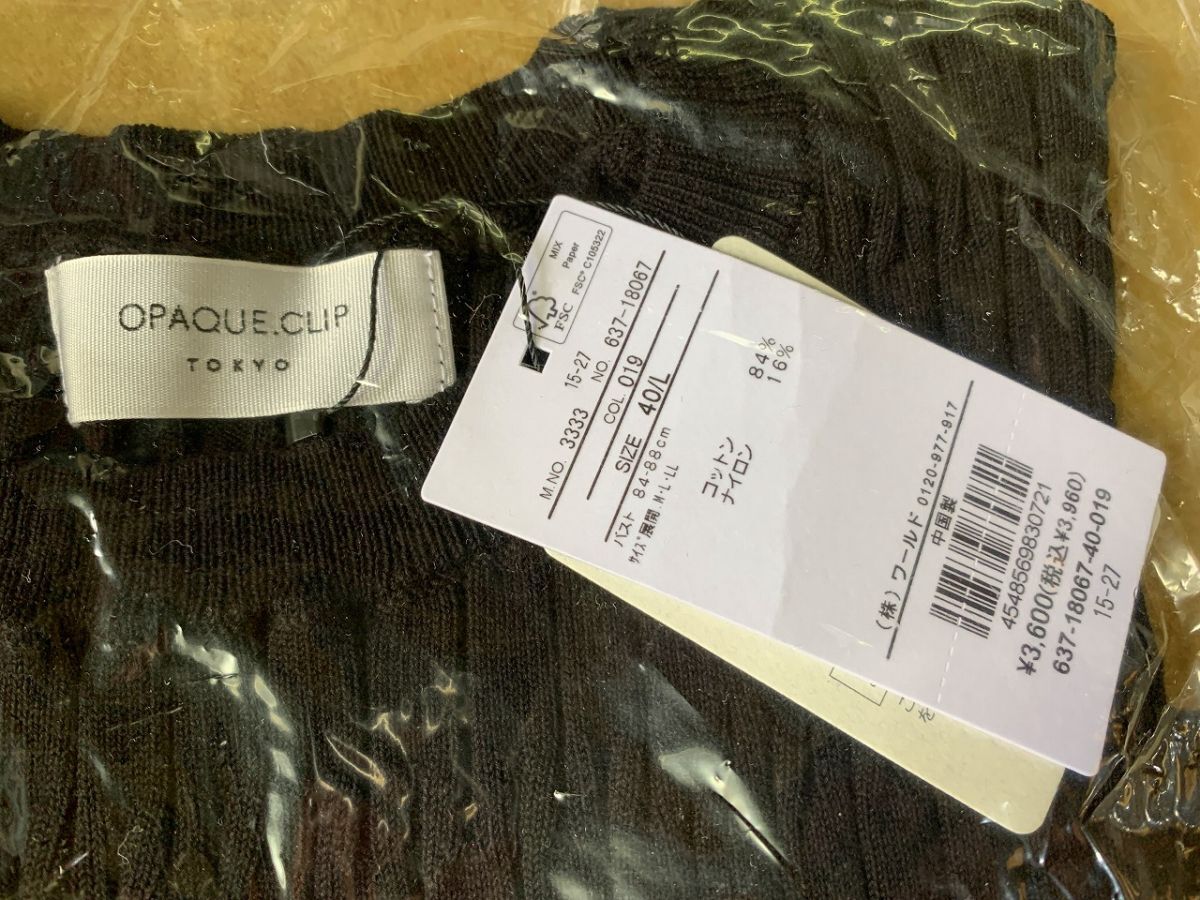 OPAQUE.CLIP
TOKYO
MIX
Paper
FSC® C105322
FSC
M.NO. 3333 15-27
NO. 637-18067
COL. 019
SIZE 40/L
バスト 84-88cm
サイズ展開.M・L・LL
コットン 84%
ナイロン 16%
(株)ワールド 0120-977-917
中国製
4548569830721
¥3,600(税込¥3,960)
637-18067-40-019
15-27